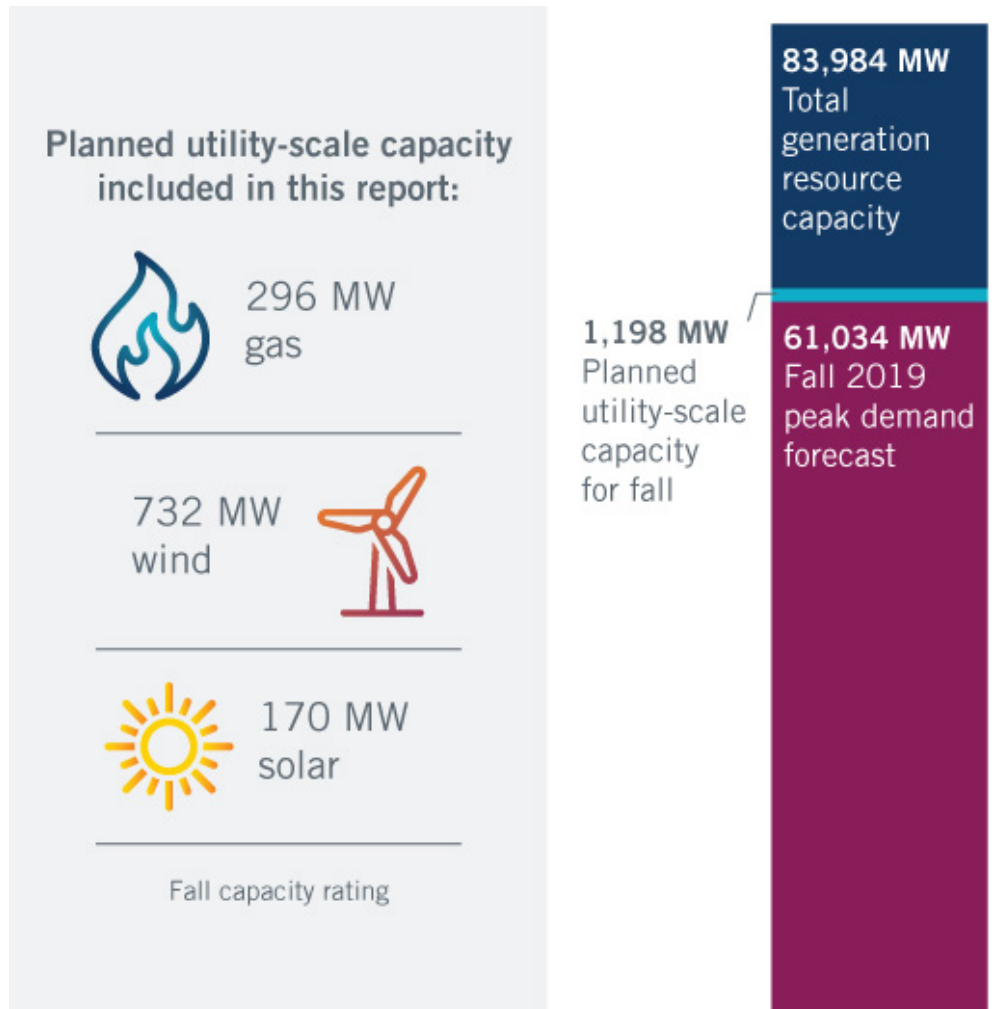 Planned utility-scale capacity
included in this report:
296 MW
gas
732 MW
wind
170 MW
solar
Fall capacity rating
1,198 MW
Planned
utility-scale
capacity
for fall
83,984 MW
Total
generation
resource
capacity
61,034 MW
Fall 2019
peak demand
forecast